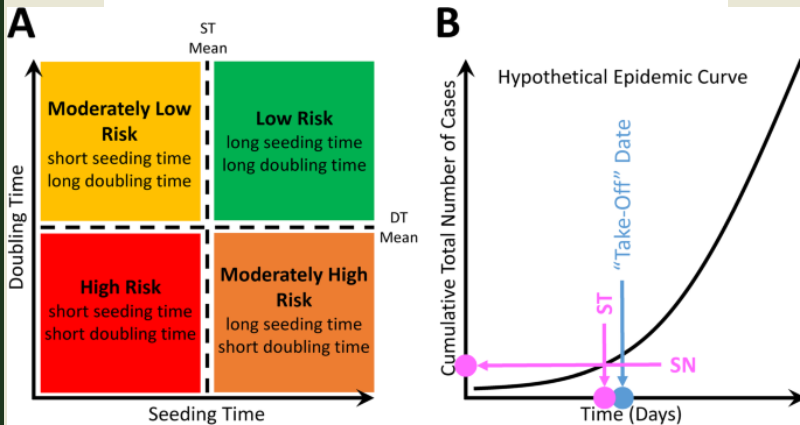 A
ST
Mean
Moderately Low
Risk
short seeding time
long doubling time
Low Risk
long seeding time
long doubling time
Doubling Time
DT
Mean
High Risk
short seeding time
short doubling time
Moderately High
Risk
long seeding time
short doubling time
Seeding Time
B
Hypothetical Epidemic Curve
Cumulative Total Number of Cases
"Take-Off" Date
ST
SN
Time (Days)